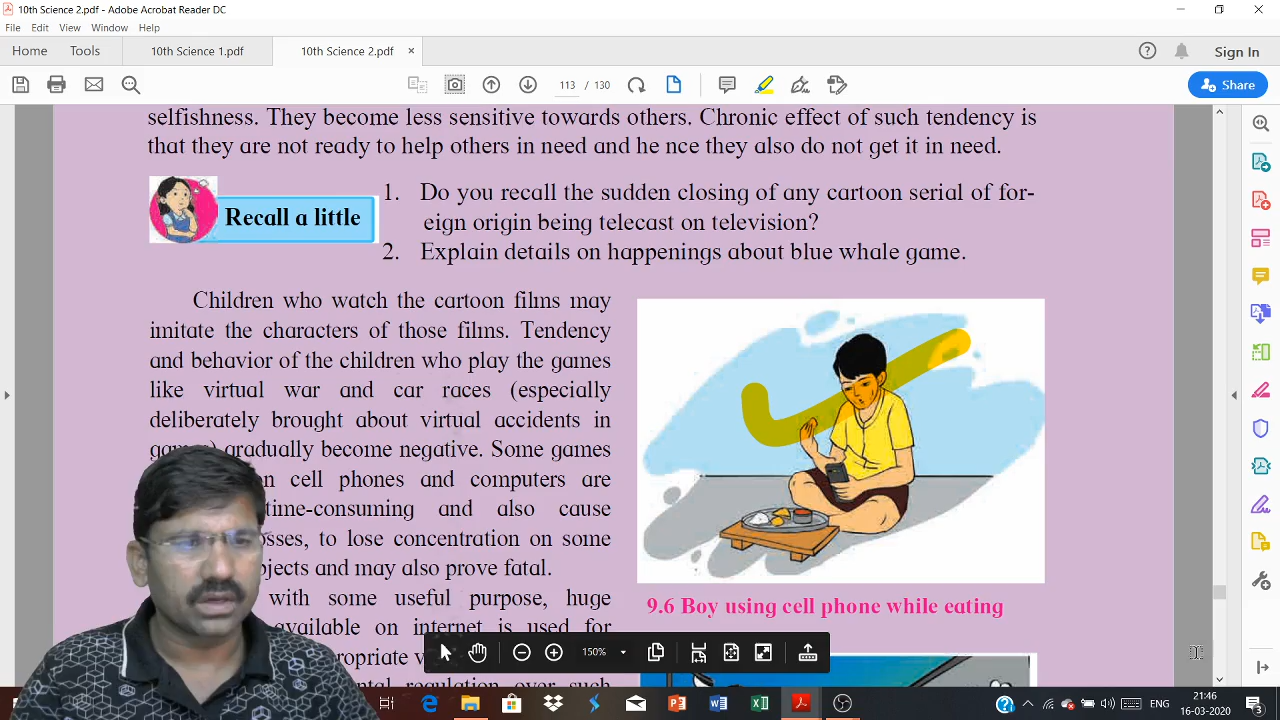 10th Science 2.pdf - Adobe Acrobat Reader DC
File Edit View Window Help
Home Tools 10th Science 1.pdf 10th Science 2.pdf × Sign In
113 / 130 Share
selfishness. They become less sensitive towards others. Chronic effect of such tendency is
that they are not ready to help others in need and he nce they also do not get it in need.
Recall a little
1. Do you recall the sudden closing of any cartoon serial of for-
eign origin being telecast on television?
2. Explain details on happenings about blue whale game.
Children who watch the cartoon films may
imitate the characters of those films. Tendency
and behavior of the children who play the games
like virtual war and car races (especially
deliberately brought about virtual accidents in
gradually become negative. Some games
cell phones and computers are
time-consuming and also cause
to lose concentration on some
and may also prove fatal.
with some useful purpose, huge
available on internet is used for
regulation over such
9.6 Boy using cell phone while eating
150%
21:46
ENG
16-03-2020
3